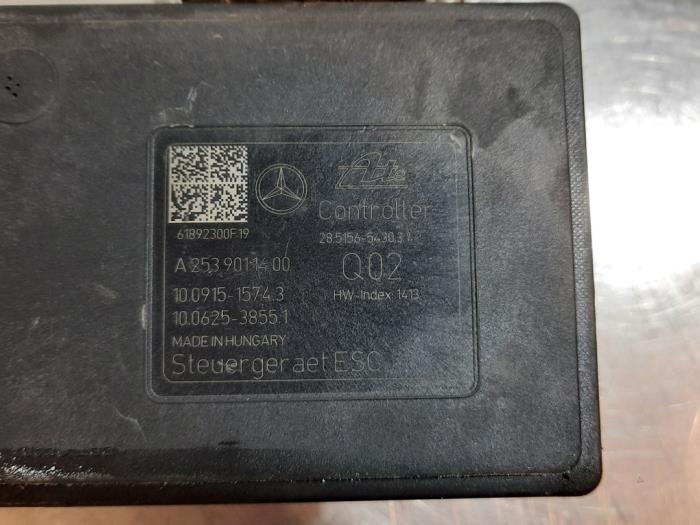 Ate
Controller
61892300F19
28.5156-5430.3
A 253 901 14 00
Q02
10.0915-1574.3
HW-Index 1413
10.0625-3855.1
MADE IN HUNGARY
Steuergeraet ESC